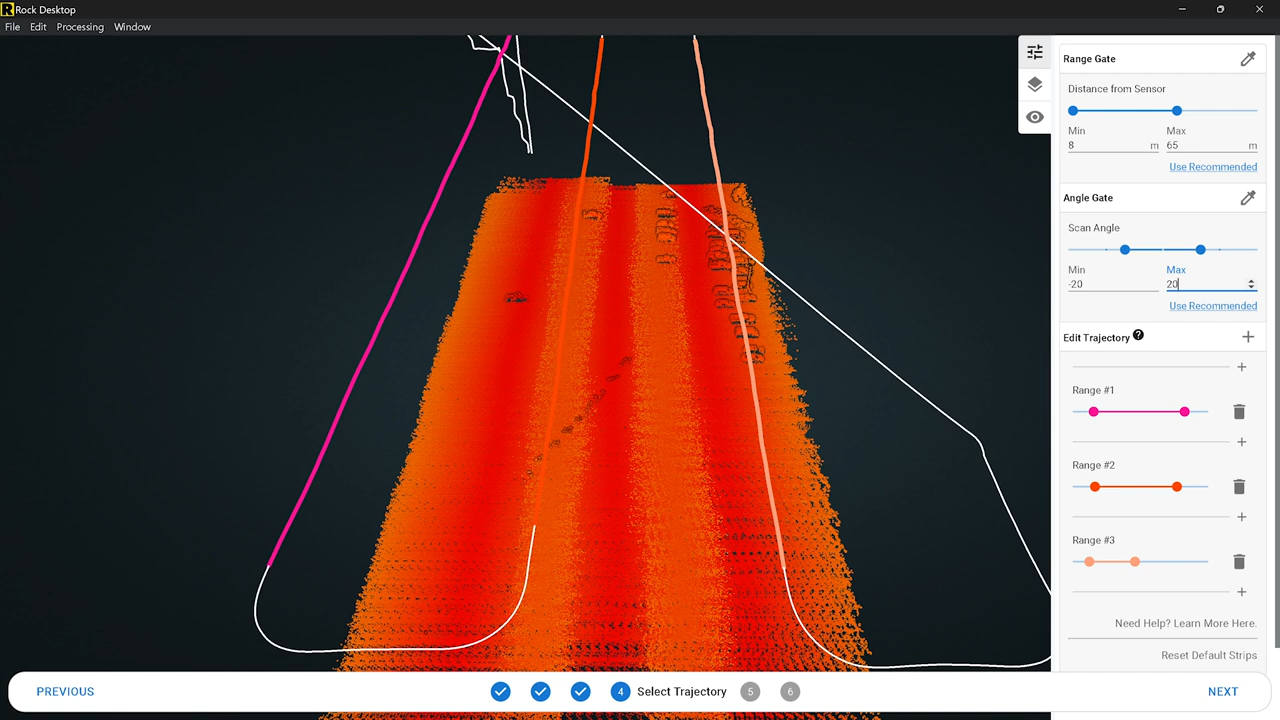 R Rock Desktop
File Edit Processing Window
Range Gate
Distance from Sensor
Min Max
8 m 65 m
Use Recommended
Angle Gate
Scan Angle
Min Max
-20 20
Use Recommended
Edit Trajectory ?
Range #1
Range #2
Range #3
Need Help? Learn More Here.
Reset Default Strips
PREVIOUS 4 Select Trajectory 5 6 NEXT